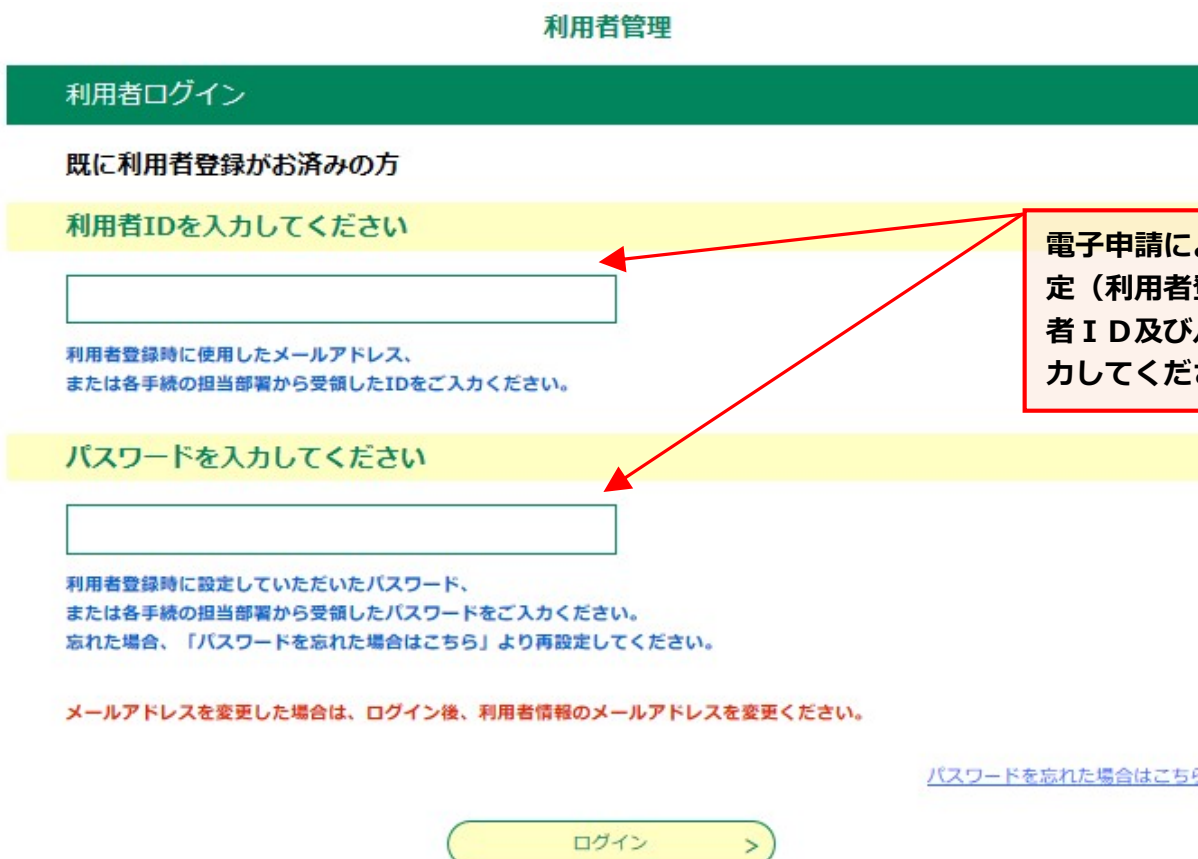 利用者管理
利用者ログイン
既に利用者登録がお済みの方
利用者IDを入力してください
電子申請に
定（利用者
者ＩＤ及び
力してくだ
利用者登録時に使用したメールアドレス、
または各手続の担当部署から受領したIDをご入力ください。
パスワードを入力してください
利用者登録時に設定していただいたパスワード、
または各手続の担当部署から受領したパスワードをご入力ください。
忘れた場合、「パスワードを忘れた場合はこちら」より再設定してください。
メールアドレスを変更した場合は、ログイン後、利用者情報のメールアドレスを変更ください。
パスワードを忘れた場合はこちら
ログイン >